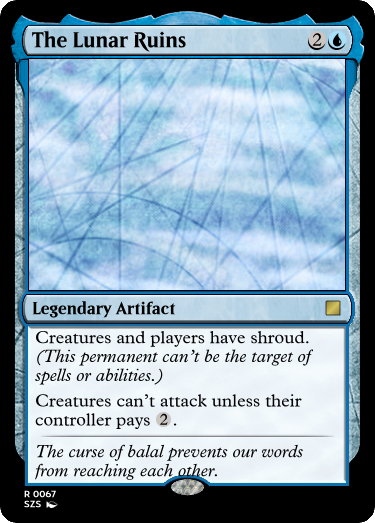 The Lunar Ruins 2
Legendary Artifact
Creatures and players have shroud.
(This permanent can't be the target of
spells or abilities.)
Creatures can't attack unless their
controller pays 2.
The curse of balal prevents our words
from reaching each other.
R 0067
SZS